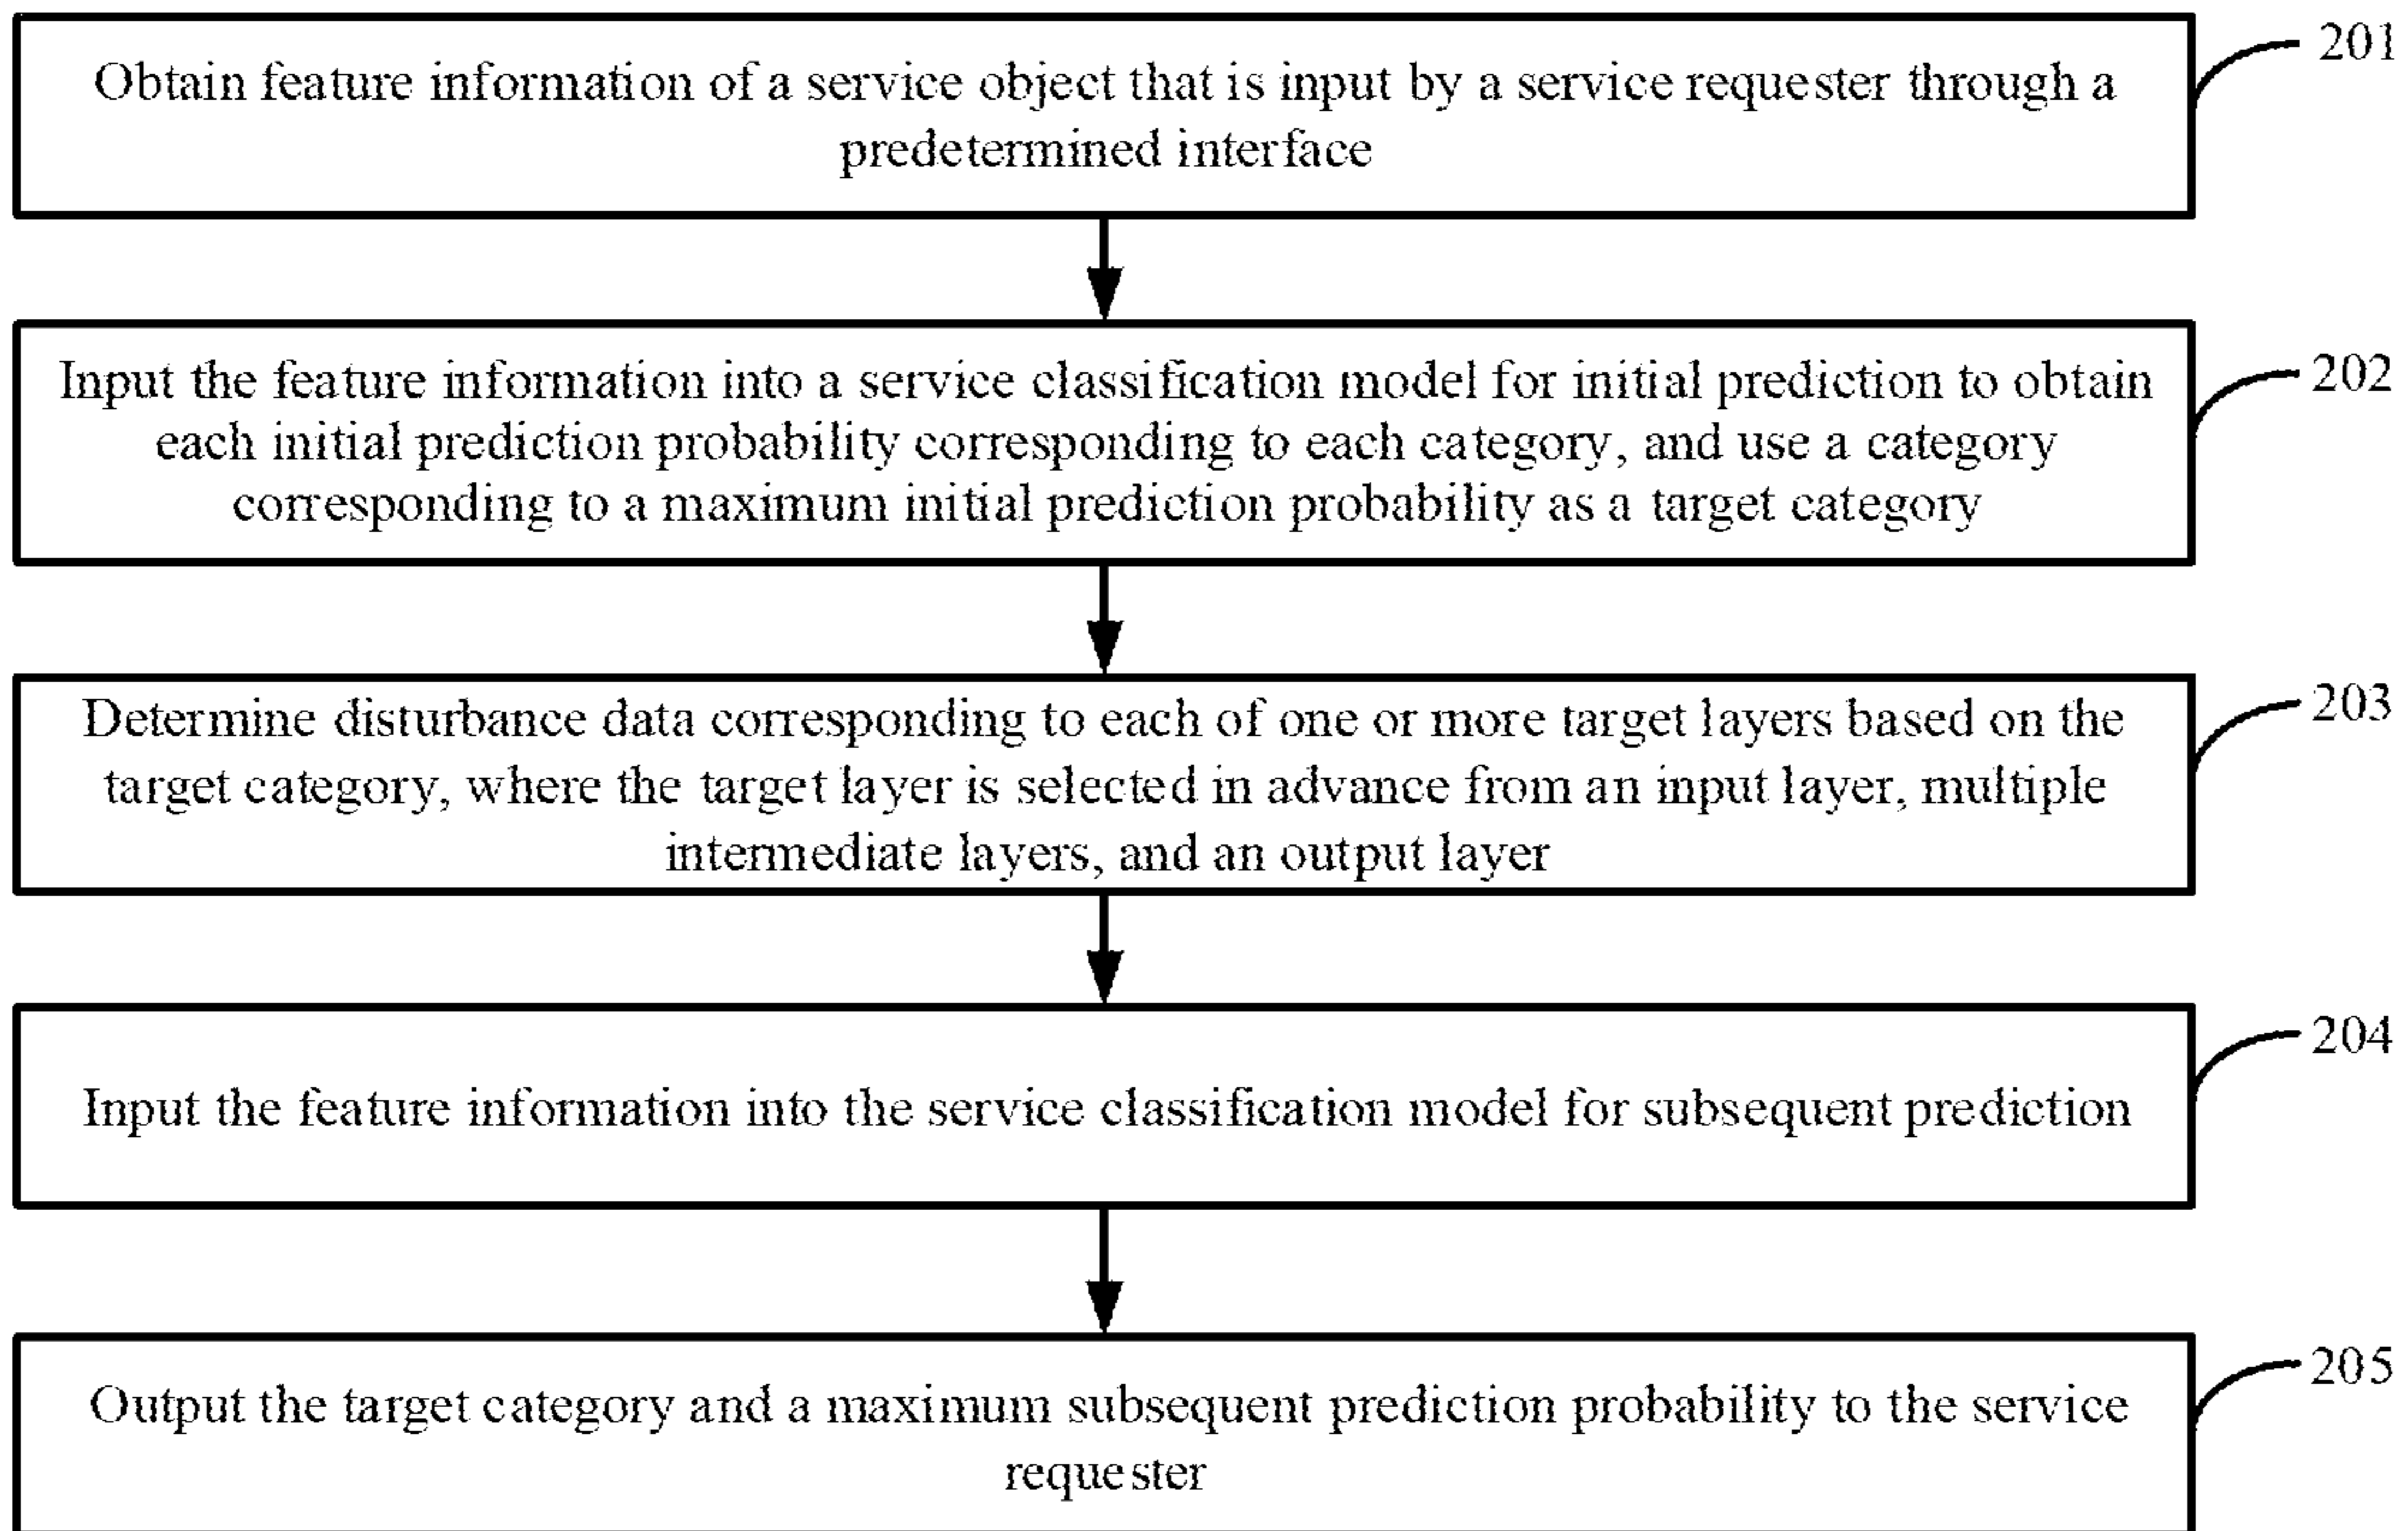 Obtain feature information of a service object that is input by a service requester through a
predetermined interface
201
Input the feature information into a service classification model for initial prediction to obtain
each initial prediction probability corresponding to each category, and use a category
corresponding to a maximum initial prediction probability as a target category
202
Determine disturbance data corresponding to each of one or more target layers based on the
target category, where the target layer is selected in advance from an input layer, multiple
intermediate layers, and an output layer
203
Input the feature information into the service classification model for subsequent prediction
204
Output the target category and a maximum subsequent prediction probability to the service
requester
205